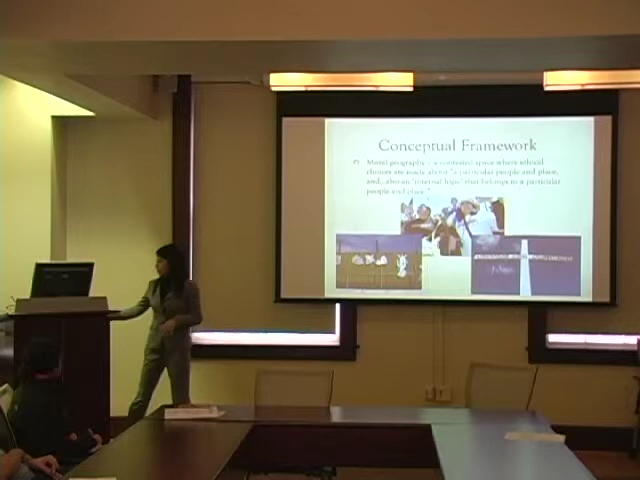 Conceptual Framework
Moral geography - a contested space where ethical
choices are made about "a particular people and place,
and...also an 'internal logic' that belongs to a particular
people and place."